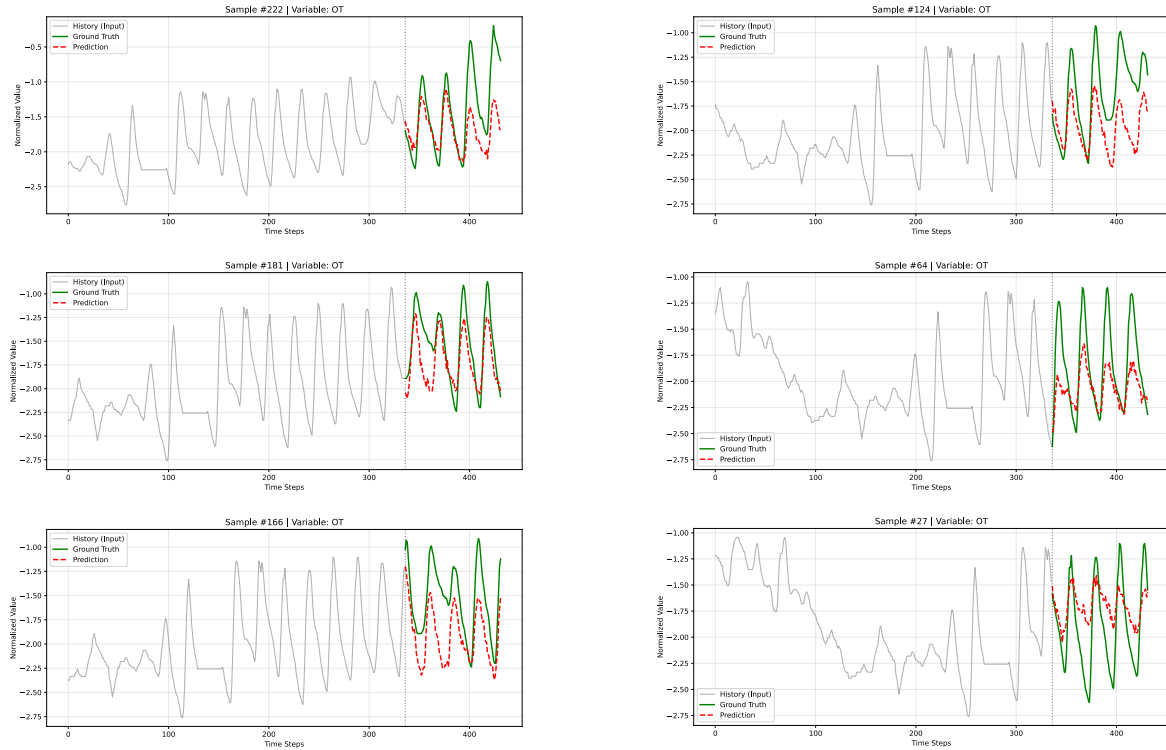 Sample #222 | Variable: OT
History (Input)
Ground Truth
Prediction
Normalized Value
−0.5
−1.0
−1.5
−2.0
−2.5
0
100
200
300
400
Time Steps
Sample #124 | Variable: OT
History (Input)
Ground Truth
Prediction
Normalized Value
−1.00
−1.25
−1.50
−1.75
−2.00
−2.25
−2.50
−2.75
0
100
200
300
400
Time Steps
Sample #181 | Variable: OT
History (Input)
Ground Truth
Prediction
Normalized Value
−1.00
−1.25
−1.50
−1.75
−2.00
−2.25
−2.50
−2.75
0
100
200
300
400
Time Steps
Sample #64 | Variable: OT
Normalized Value
−1.00
−1.25
−1.50
−1.75
−2.00
−2.25
−2.50
−2.75
History (Input)
Ground Truth
Prediction
0
100
200
300
400
Time Steps
Sample #166 | Variable: OT
History (Input)
Ground Truth
Prediction
Normalized Value
−1.00
−1.25
−1.50
−1.75
−2.00
−2.25
−2.50
−2.75
0
100
200
300
400
Time Steps
Sample #27 | Variable: OT
Normalized Value
−1.00
−1.25
−1.50
−1.75
−2.00
−2.25
−2.50
−2.75
History (Input)
Ground Truth
Prediction
0
100
200
300
400
Time Steps